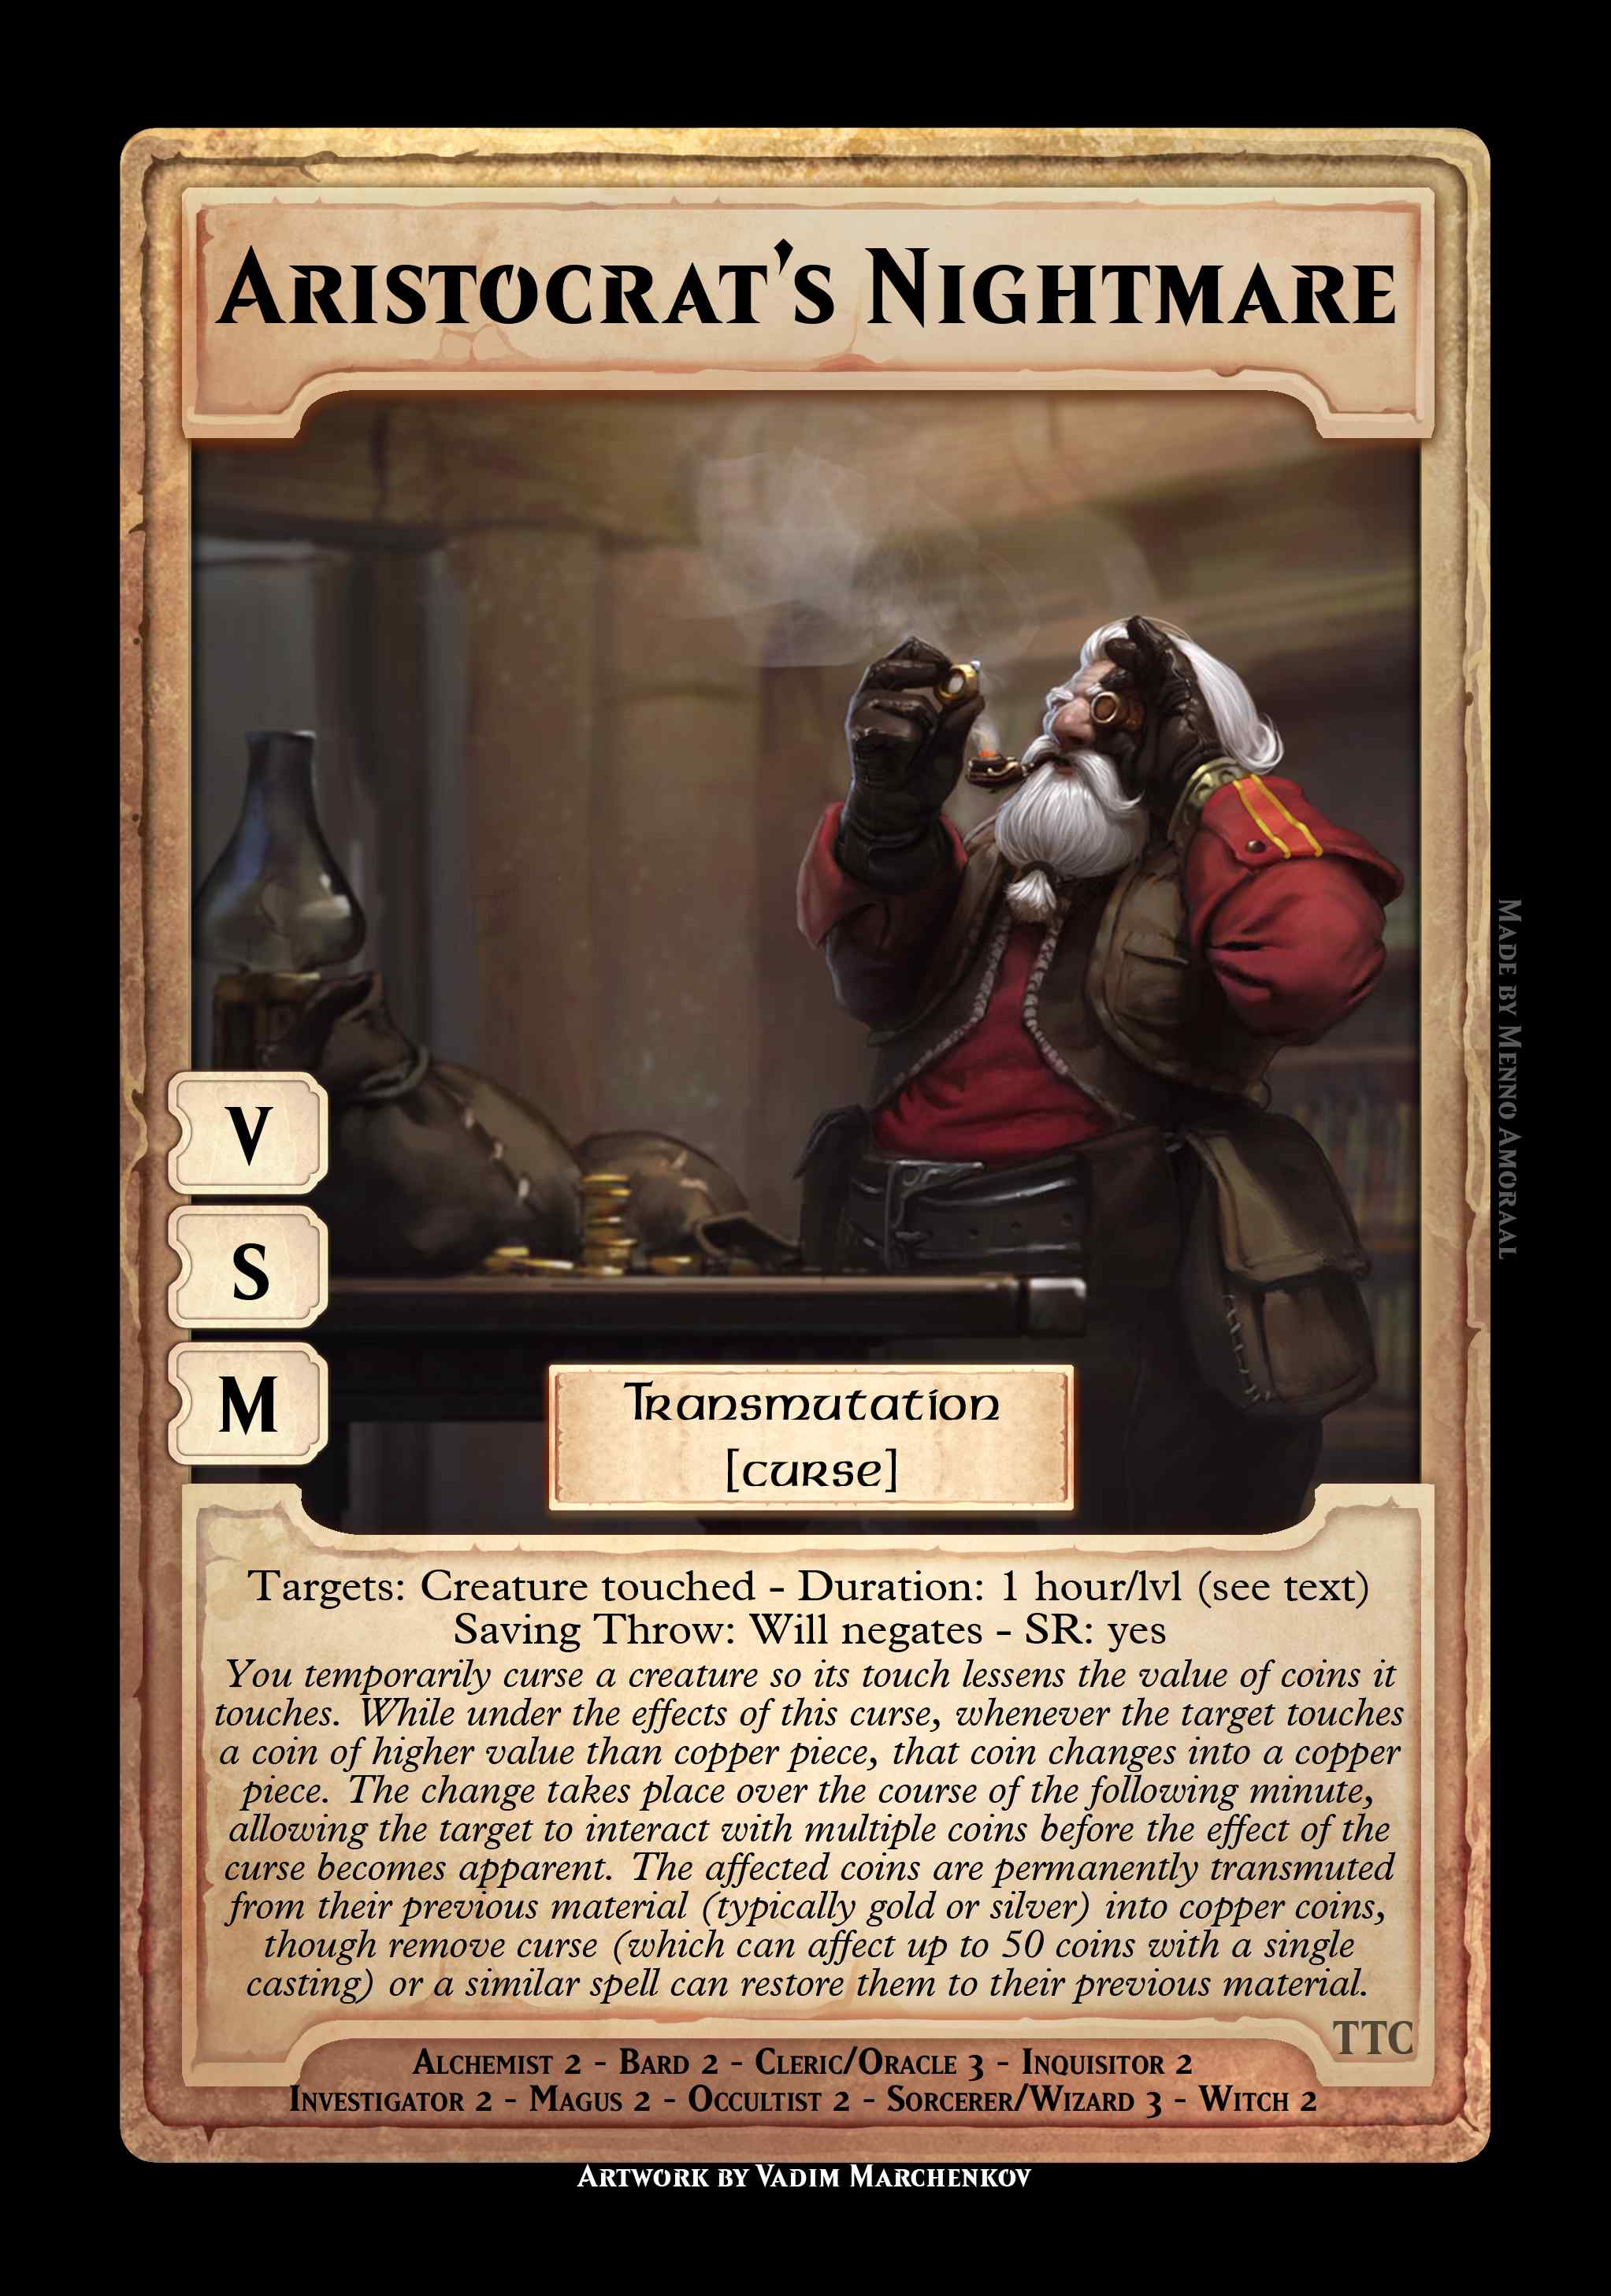 Aristocrat's Nightmare
V
S
M
Transmutation
[curse]
Targets: Creature touched - Duration: 1 hour/lvl (see text)
Saving Throw: Will negates - SR: yes
You temporarily curse a creature so its touch lessens the value of coins it
touches. While under the effects of this curse, whenever the target touches
a coin of higher value than copper piece, that coin changes into a copper
piece. The change takes place over the course of the following minute,
allowing the target to interact with multiple coins before the effect of the
curse becomes apparent. The affected coins are permanently transmuted
from their previous material (typically gold or silver) into copper coins,
though remove curse (which can affect up to 50 coins with a single
casting) or a similar spell can restore them to their previous material.
TTC
Alchemist 2 - Bard 2 - Cleric/Oracle 3 - Inquisitor 2
Investigator 2 - Magus 2 - Occultist 2 - Sorcerer/Wizard 3 - Witch 2
Artwork by Vadim Marchenkov
Made by Menno Amoraal